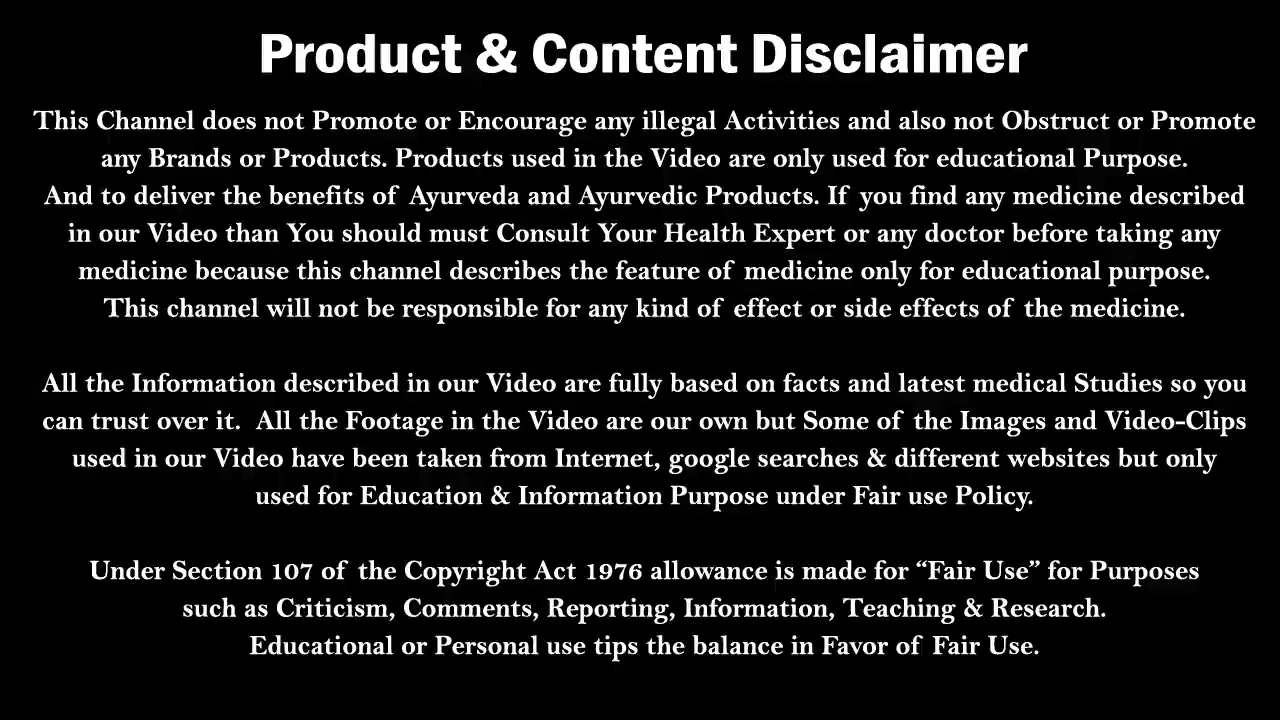 Product & Content Disclaimer
This Channel does not Promote or Encourage any illegal Activities and also not Obstruct or Promote
any Brands or Products. Products used in the Video are only used for educational Purpose.
And to deliver the benefits of Ayurveda and Ayurvedic Products. If you find any medicine described
in our Video than You should must Consult Your Health Expert or any doctor before taking any
medicine because this channel describes the feature of medicine only for educational purpose.
This channel will not be responsible for any kind of effect or side effects of the medicine.
All the Information described in our Video are fully based on facts and latest medical Studies so you
can trust over it. All the Footage in the Video are our own but Some of the Images and Video-Clips
used in our Video have been taken from Internet, google searches & different websites but only
used for Education & Information Purpose under Fair use Policy.
Under Section 107 of the Copyright Act 1976 allowance is made for “Fair Use” for Purposes
such as Criticism, Comments, Reporting, Information, Teaching & Research.
Educational or Personal use tips the balance in Favor of Fair Use.